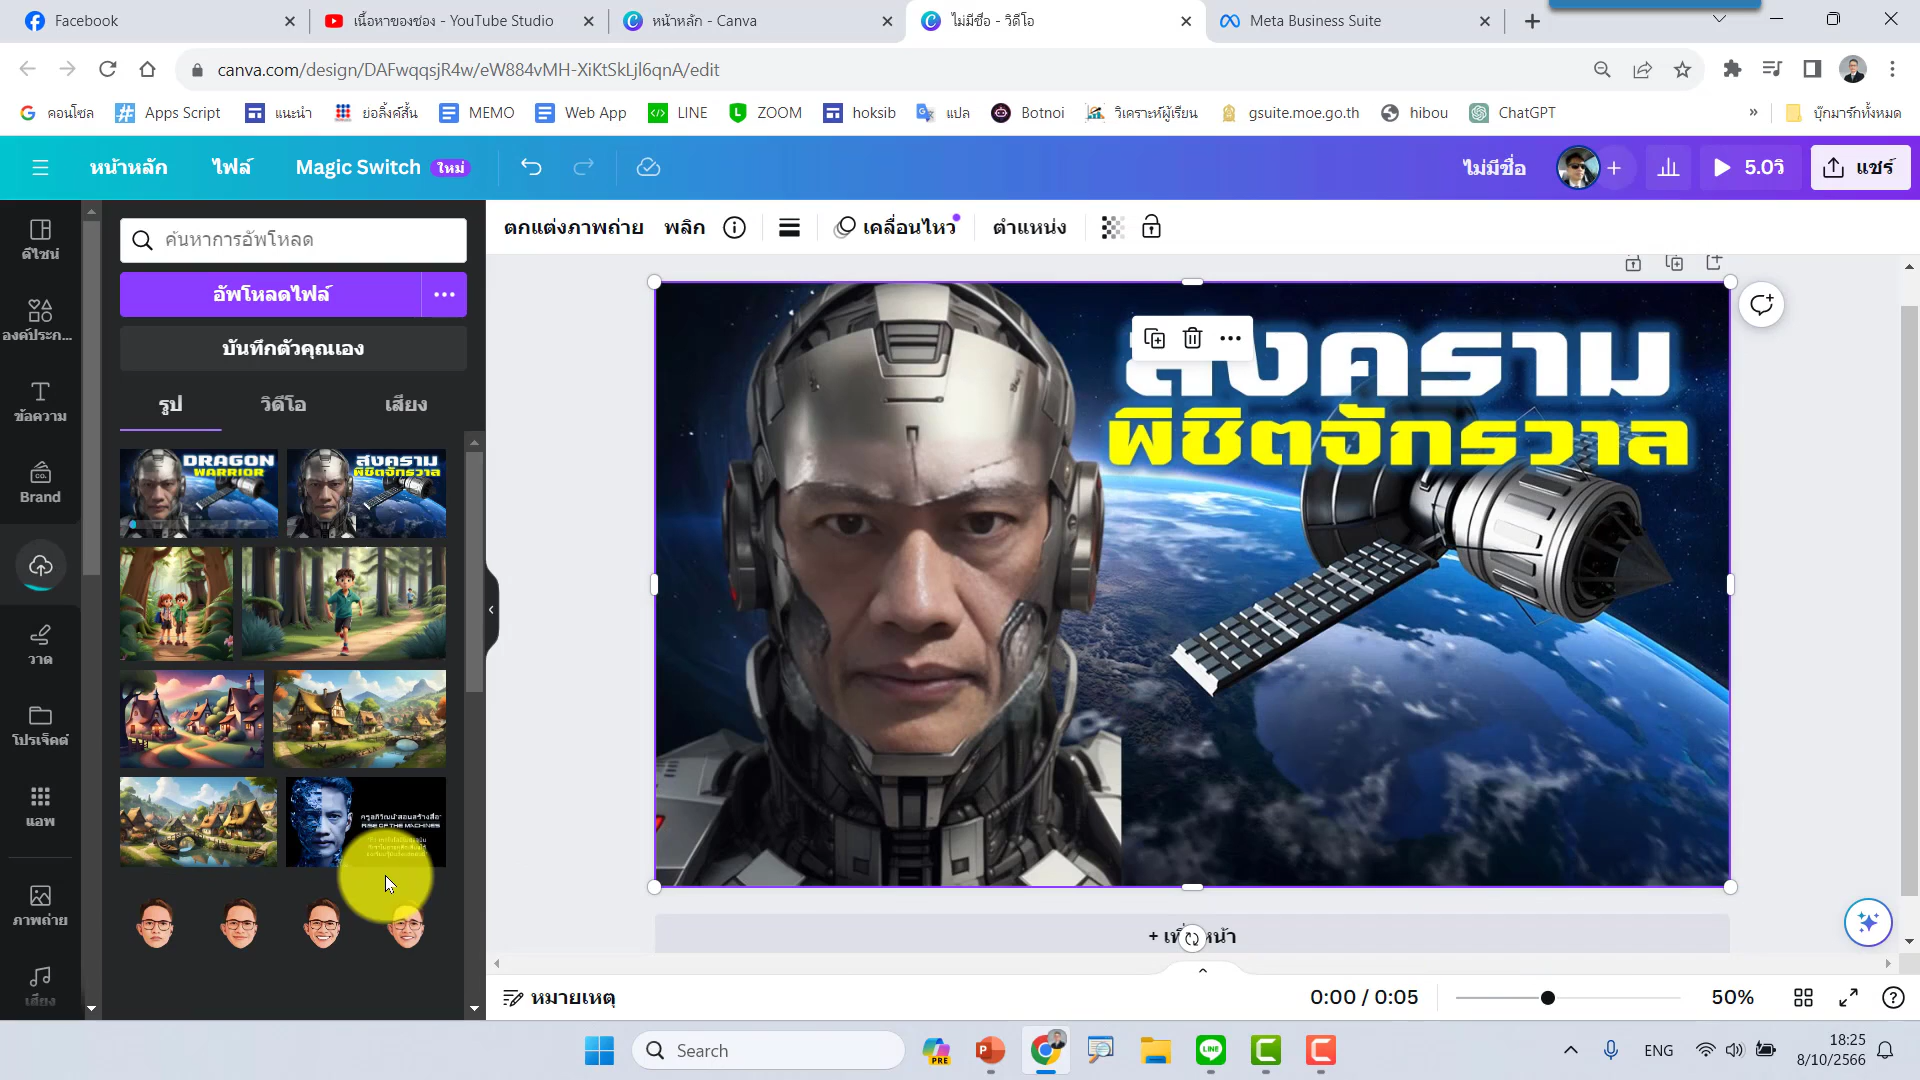 Facebook
เนื้อหาของช่อง - YouTube Studio
หน้าหลัก - Canva
ไม่มีชื่อ - วิดีโอ
Meta Business Suite
canva.com/design/DAFwqqsjR4w/eW884vMH-XiKtSkLjl6qnA/edit
คอนโซล
Apps Script
แนะนำ
ย่อลิ้งค์สั้น
MEMO
Web App
LINE
ZOOM
hoksib
แปล
Botnoi
วิเคราะห์ผู้เรียน
gsuite.moe.go.th
hibou
ChatGPT
»
บุ๊กมาร์กทั้งหมด
หน้าหลัก
ไฟล์
Magic Switch ใหม่
ไม่มีชื่อ
5.0วิ
แชร์
ดีไซน์
องค์ประก...
ข้อความ
Brand
วาด
โปรเจ็คต์
แอพ
ภาพถ่าย
เสียง
ค้นหาการอัพโหลด
อัพโหลดไฟล์
บันทึกตัวคุณเอง
รูป
วิดีโอ
เสียง
DRAGON
WARRIOR
สงคราม
พิชิตจักรวาล
RISE OF THE MACHINES
ตกแต่งภาพถ่าย
พลิก
เคลื่อนไหว
ตำแหน่ง
สงคราม
พิชิตจักรวาล
หมายเหตุ
0:00 / 0:05
50%
Search
PRE
LINE
ENG
18:25
8/10/2566